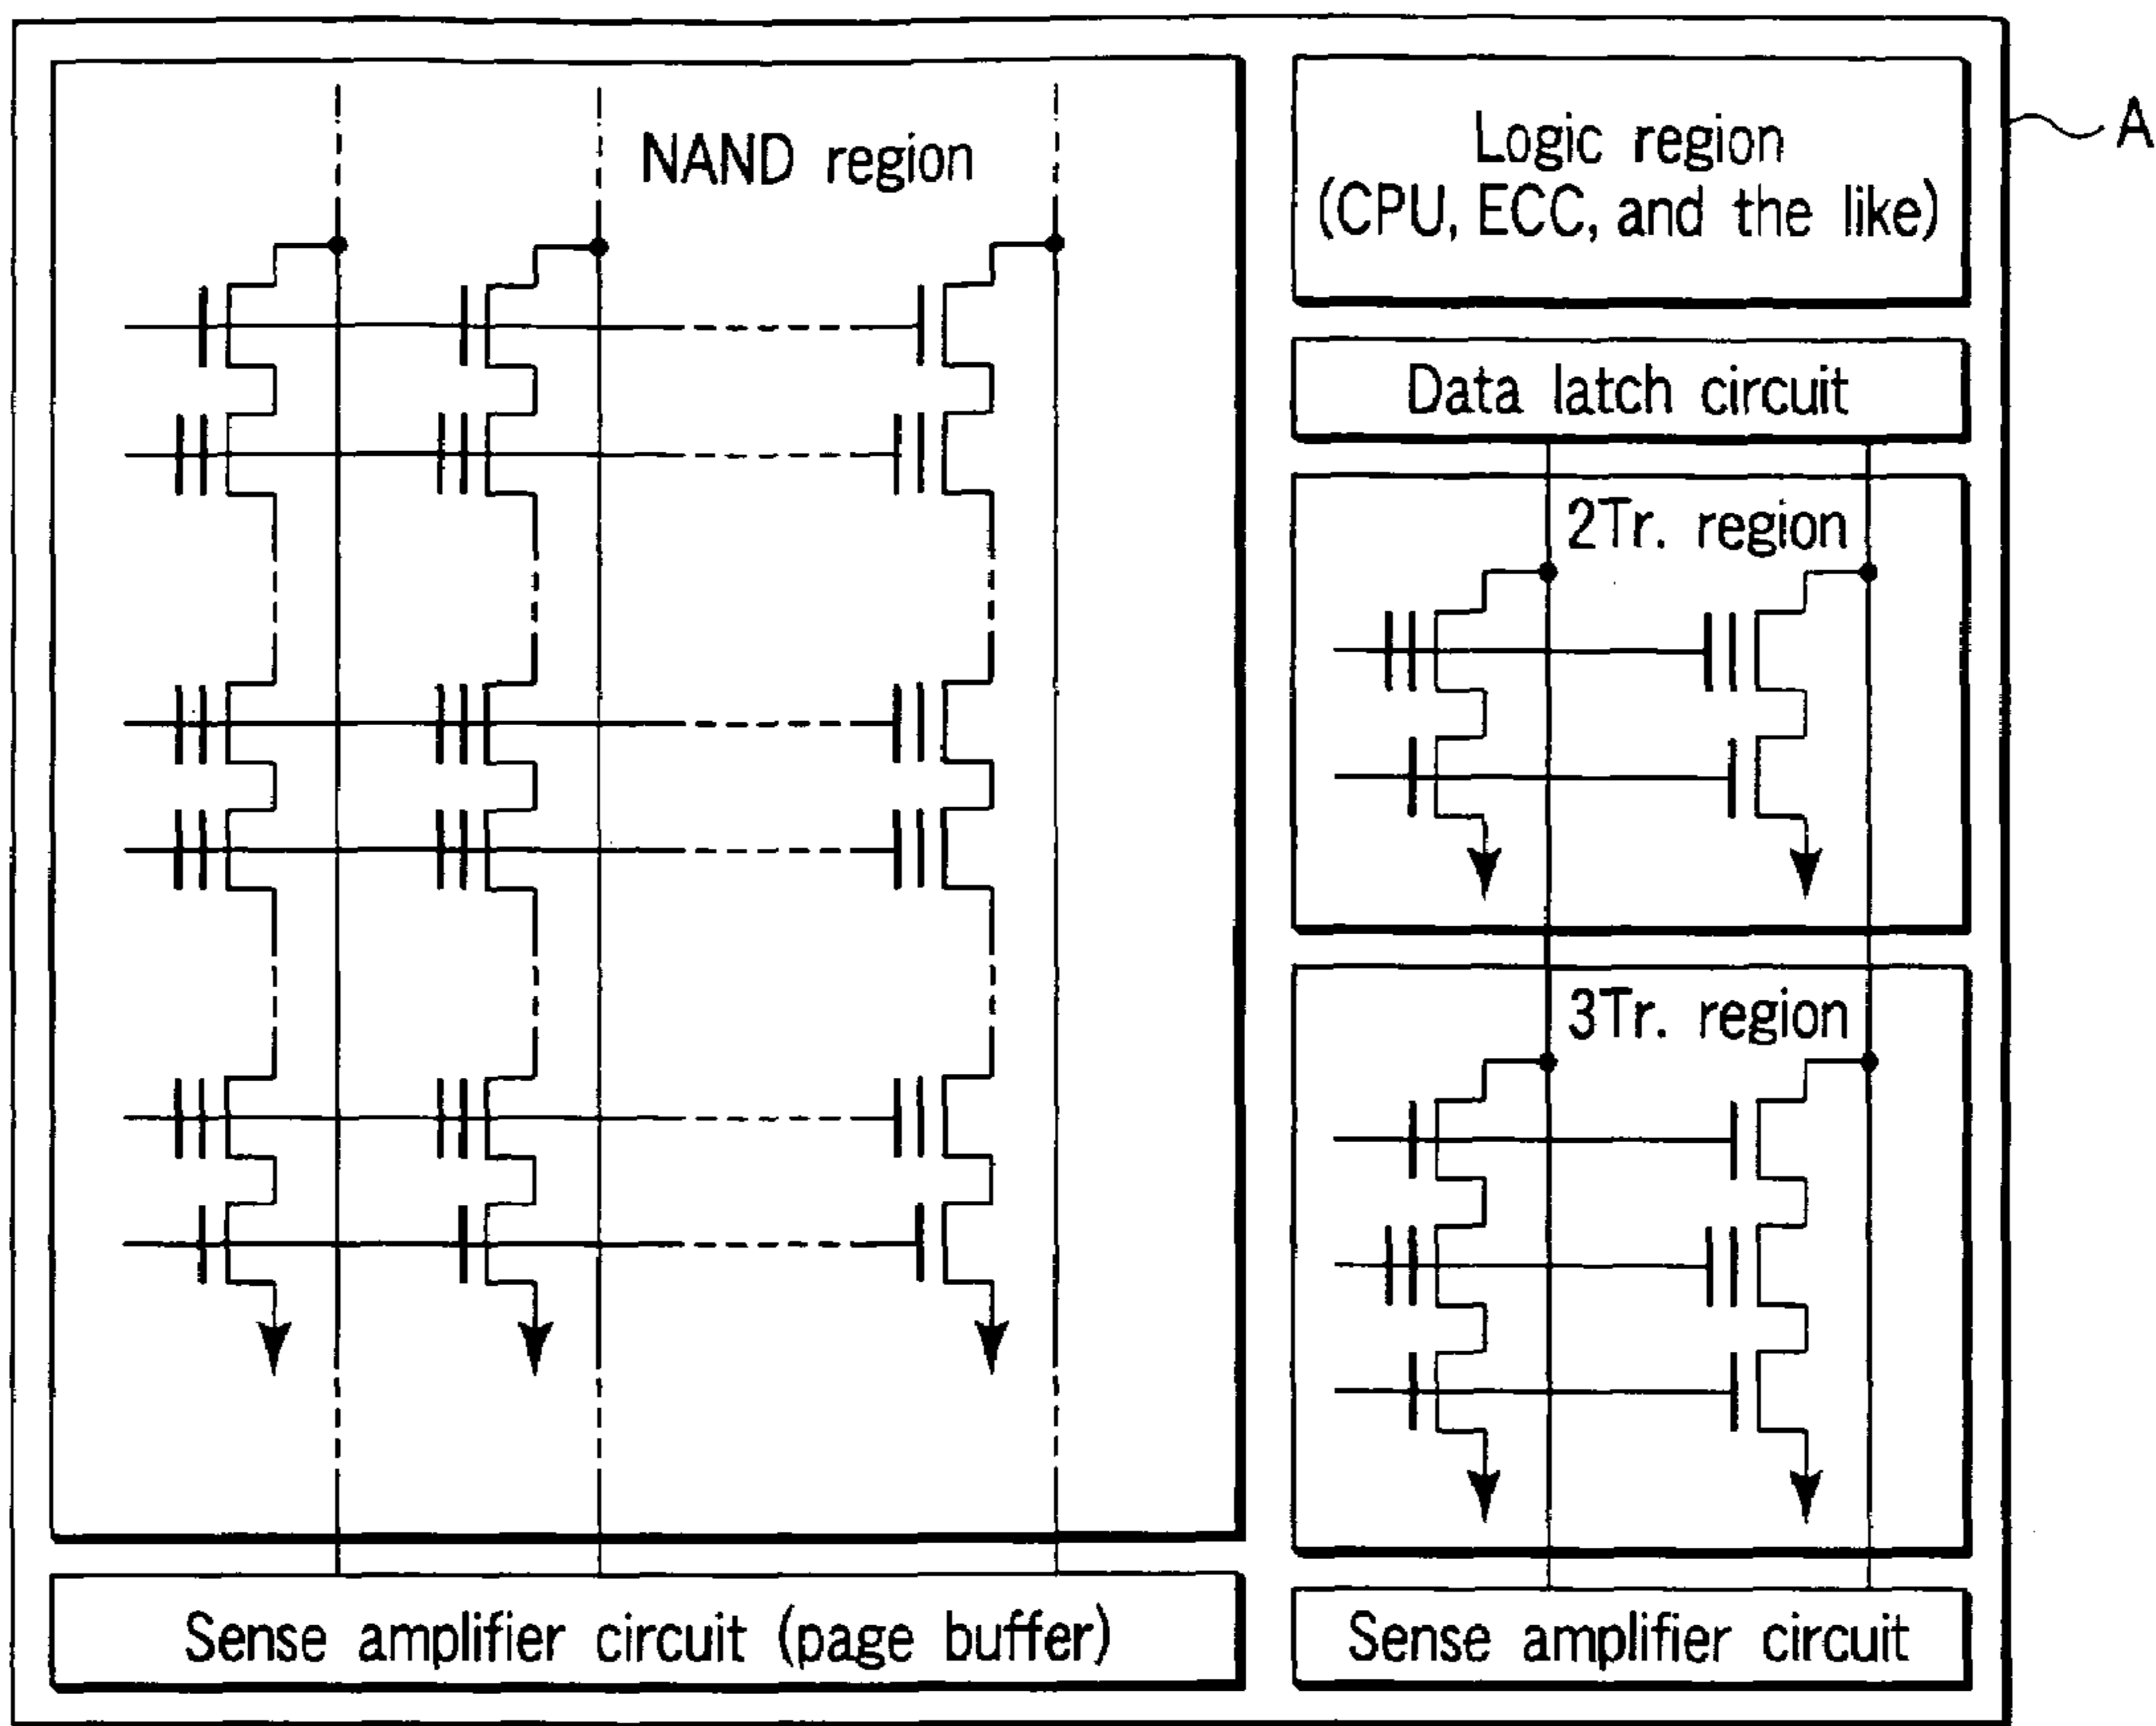 NAND region
Logic region
(CPU, ECC, and the like)
A
Data latch circuit
2Tr. region
3Tr. region
Sense amplifier circuit (page buffer)
Sense amplifier circuit